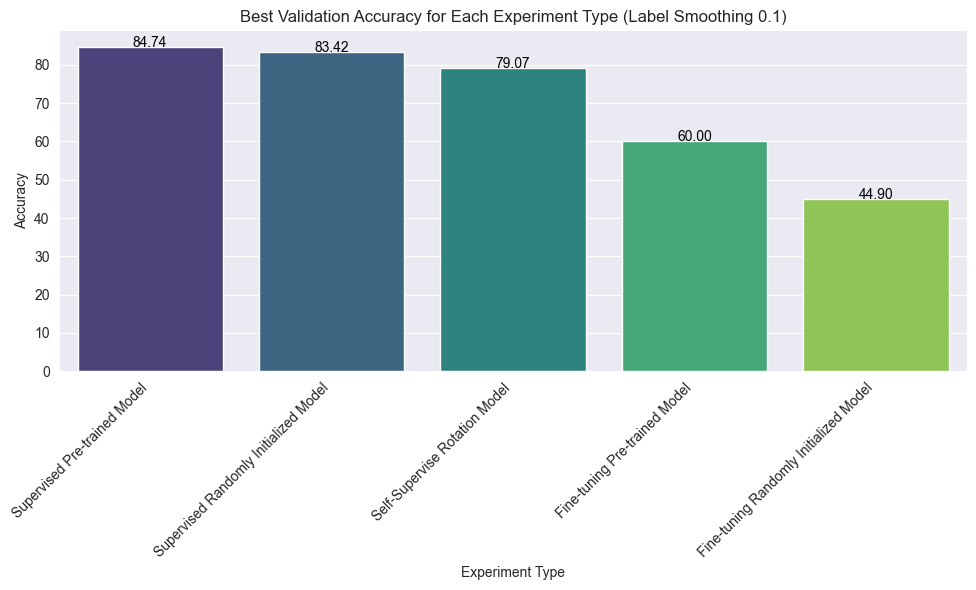 Best Validation Accuracy for Each Experiment Type (Label Smoothing 0.1)
Accuracy
80
70
60
50
40
30
20
10
0
84.74
83.42
79.07
60.00
44.90
Supervised Pre-trained Model
Supervised Randomly Initialized Model
Self-Supervise Rotation Model
Fine-tuning Pre-trained Model
Fine-tuning Randomly Initialized Model
Experiment Type